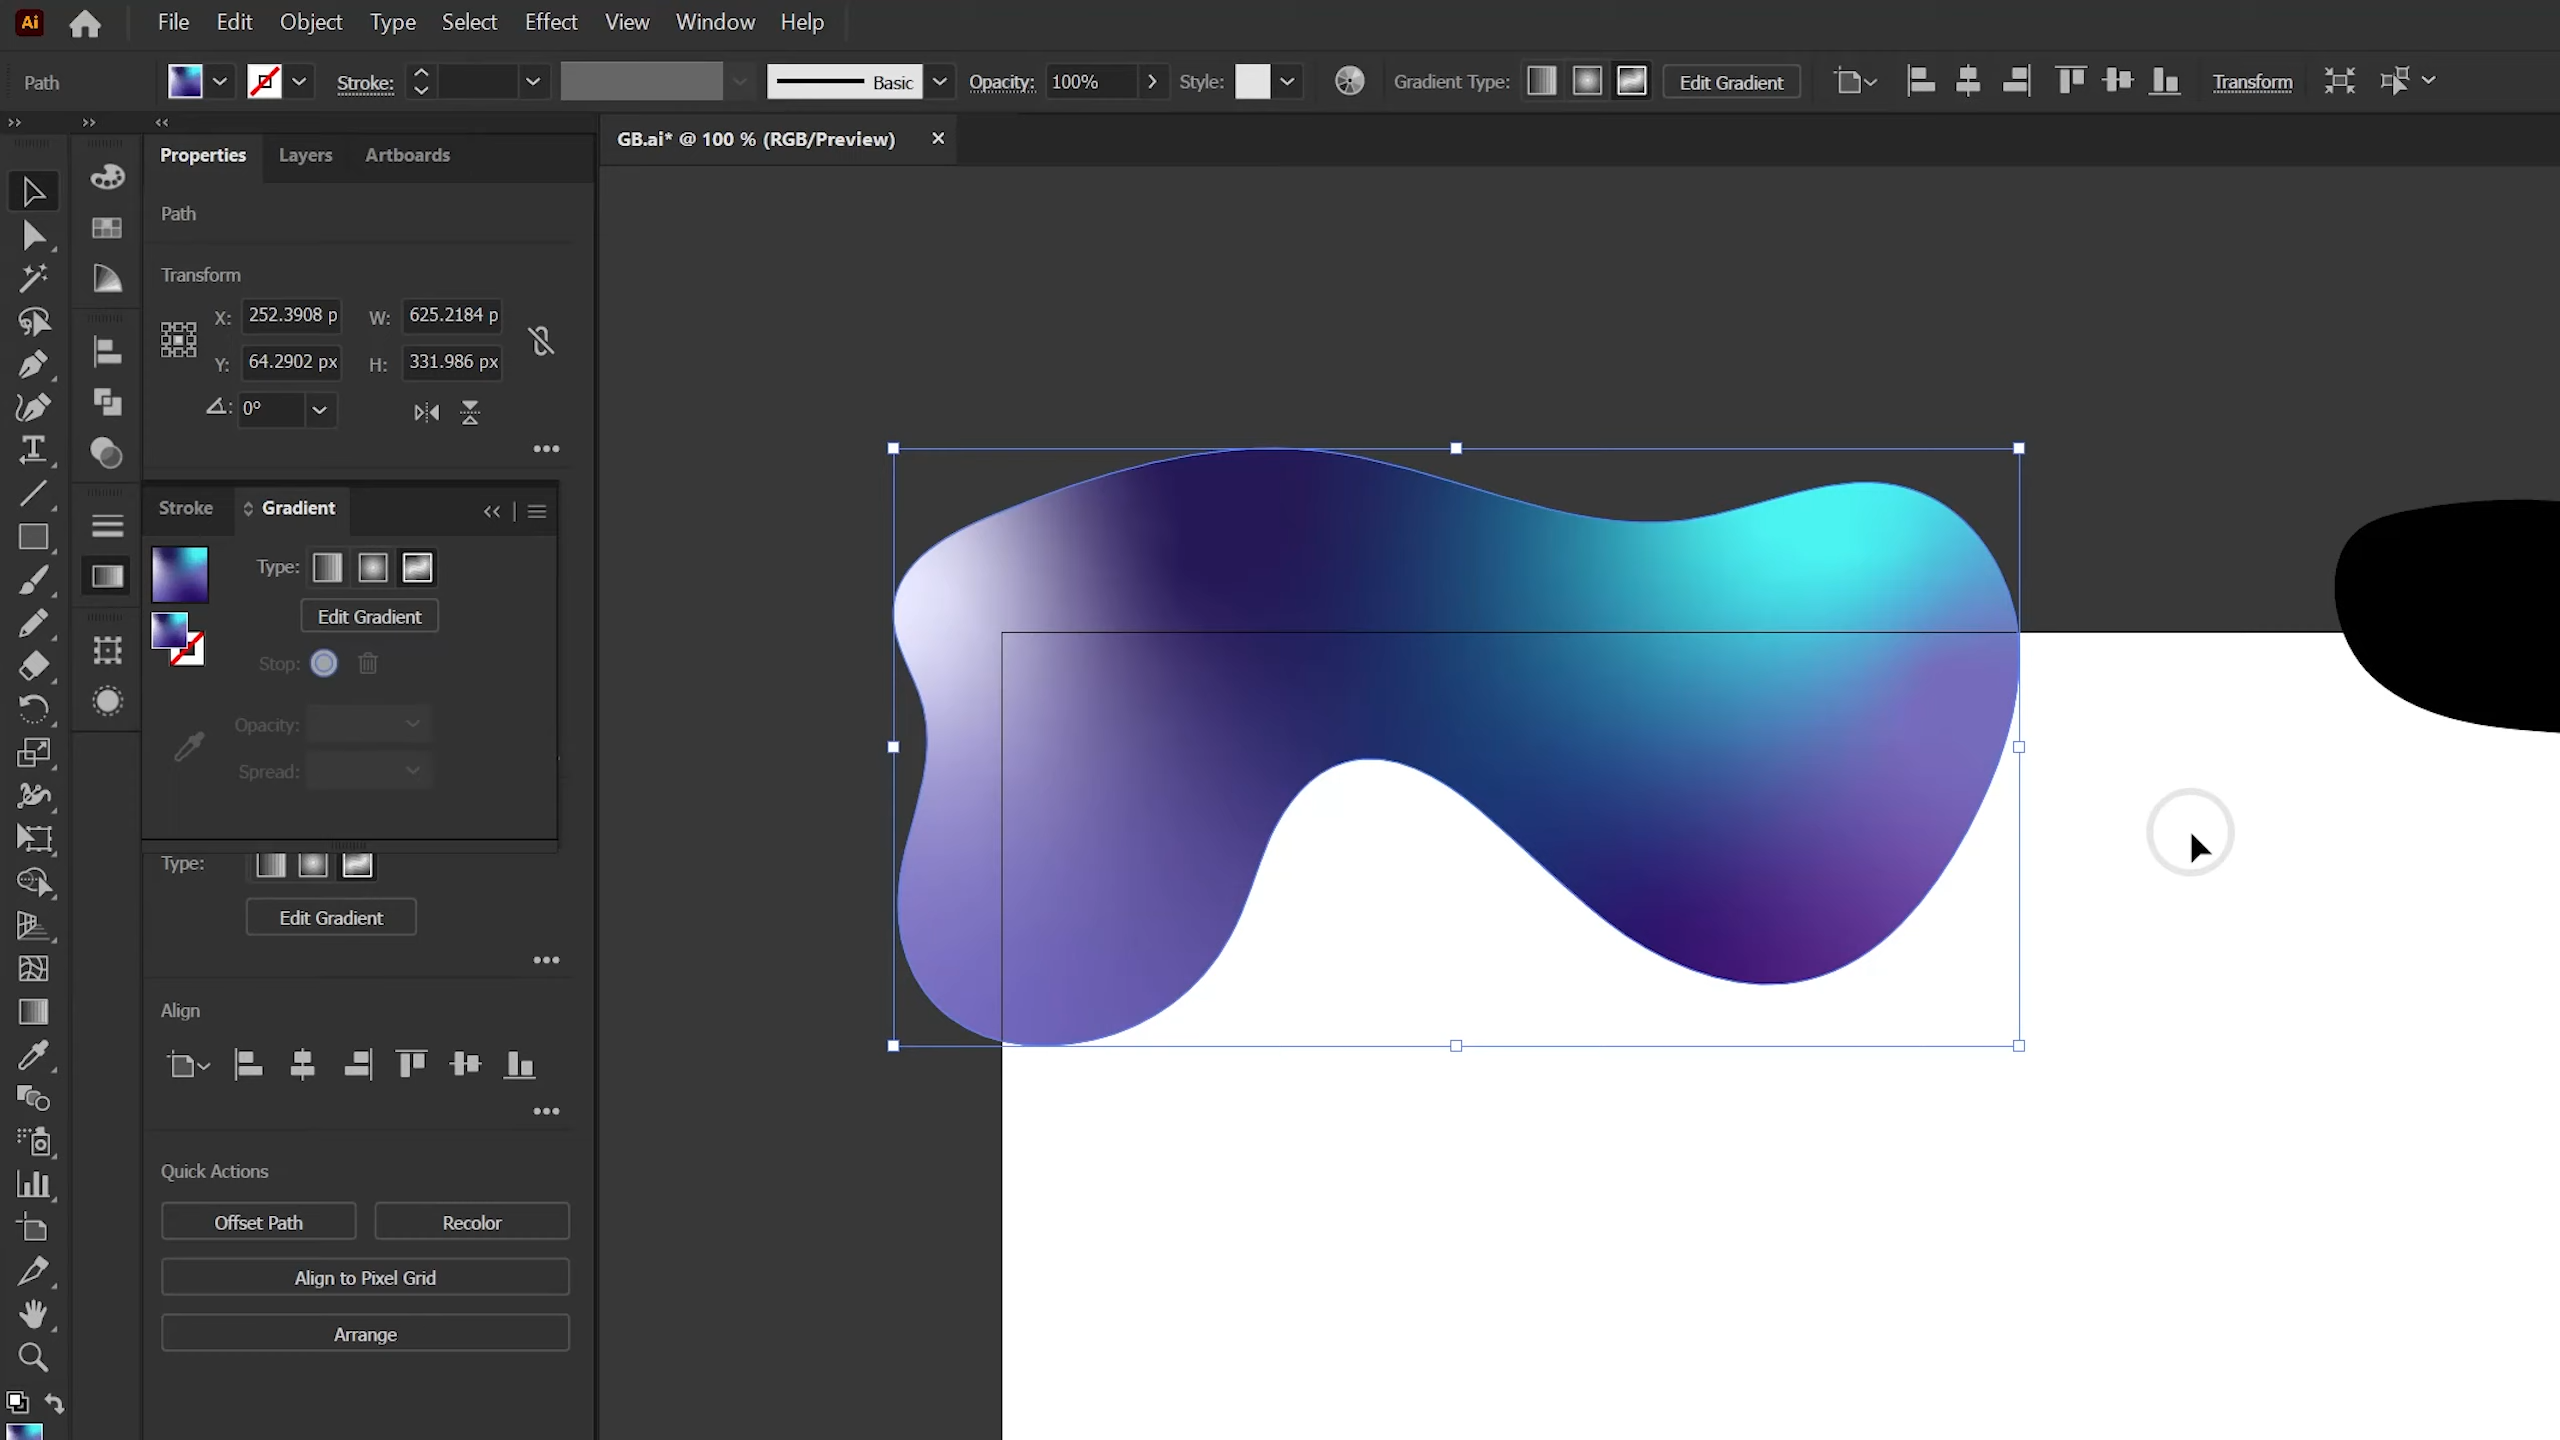 Ai File Edit Object Type Select Effect View Window Help
Path Stroke: Basic Opacity: 100% Style: Gradient Type: Edit Gradient Transform
Properties Layers Artboards
GB.ai* @ 100 % (RGB/Preview)
Path
Transform
X: 252.3908 p W: 625.2184 p
Y: 64.2902 px H: 331.986 px
0°
Stroke Gradient
Type:
Edit Gradient
Stop:
Opacity:
Spread:
Type:
Edit Gradient
Align
Quick Actions
Offset Path Recolor
Align to Pixel Grid
Arrange